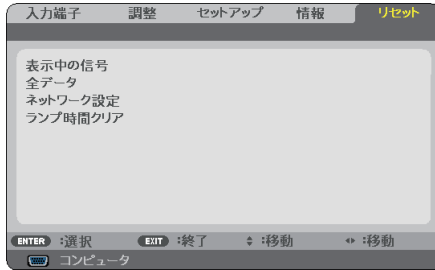 入力端子 調整 セットアップ 情報 リセット
表示中の信号
全データ
ネットワーク設定
ランプ時間クリア
ENTER :選択 EXIT :終了 :移動 :移動
コンピュータ